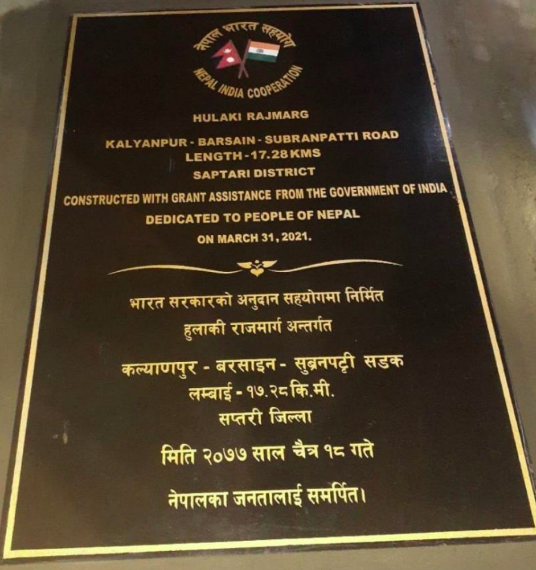 नेपाल भारत सहयोग
NEPAL INDIA COOPERATION
HULAKI RAJMARG
KALYANPUR - BARSAIN - SUBRANPATTI ROAD
LENGTH - 17.28 KMS
SAPTARI DISTRICT
CONSTRUCTED WITH GRANT ASSISTANCE FROM THE GOVERNMENT OF INDIA
DEDICATED TO PEOPLE OF NEPAL
ON MARCH 31, 2021.
भारत सरकारको अनुदान सहयोगमा निर्मित
हुलाकी राजमार्ग अन्तर्गत
कल्याणपुर - बरसाइन - सुब्रनपट्टी सडक
लम्बाई - १७.२८ कि.मी.
सप्तरी जिल्ला
मिति २०७७ साल चैत्र १८ गते
नेपालका जनतालाई समर्पित।